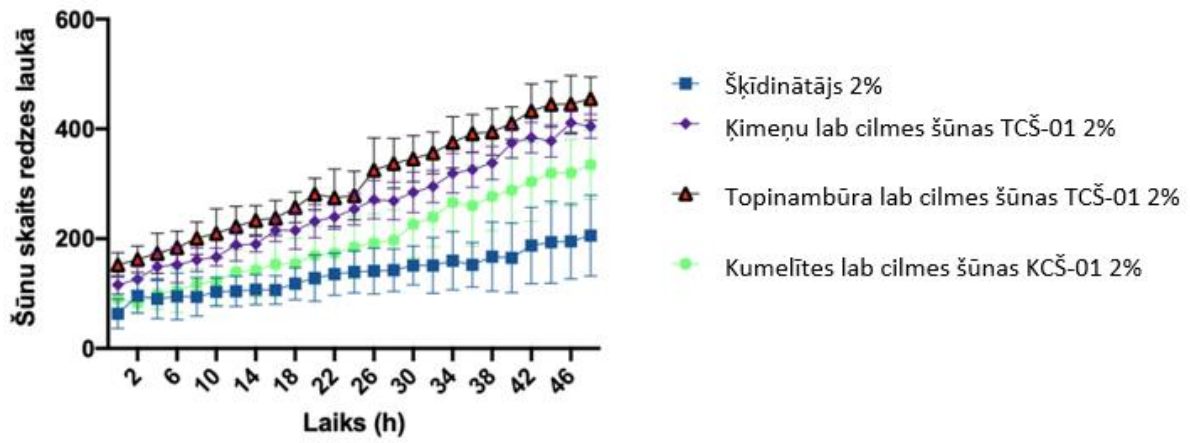 Šūnu skaits redzes laukā
600
400
200
0
2 6 10 14 18 22 26 30 34 38 42 46
Laiks (h)
Šķīdinātājs 2%
Ķimeņu lab cilmes šūnas TCŠ-01 2%
Topinambūra lab cilmes šūnas TCŠ-01 2%
Kumelītes lab cilmes šūnas KCŠ-01 2%